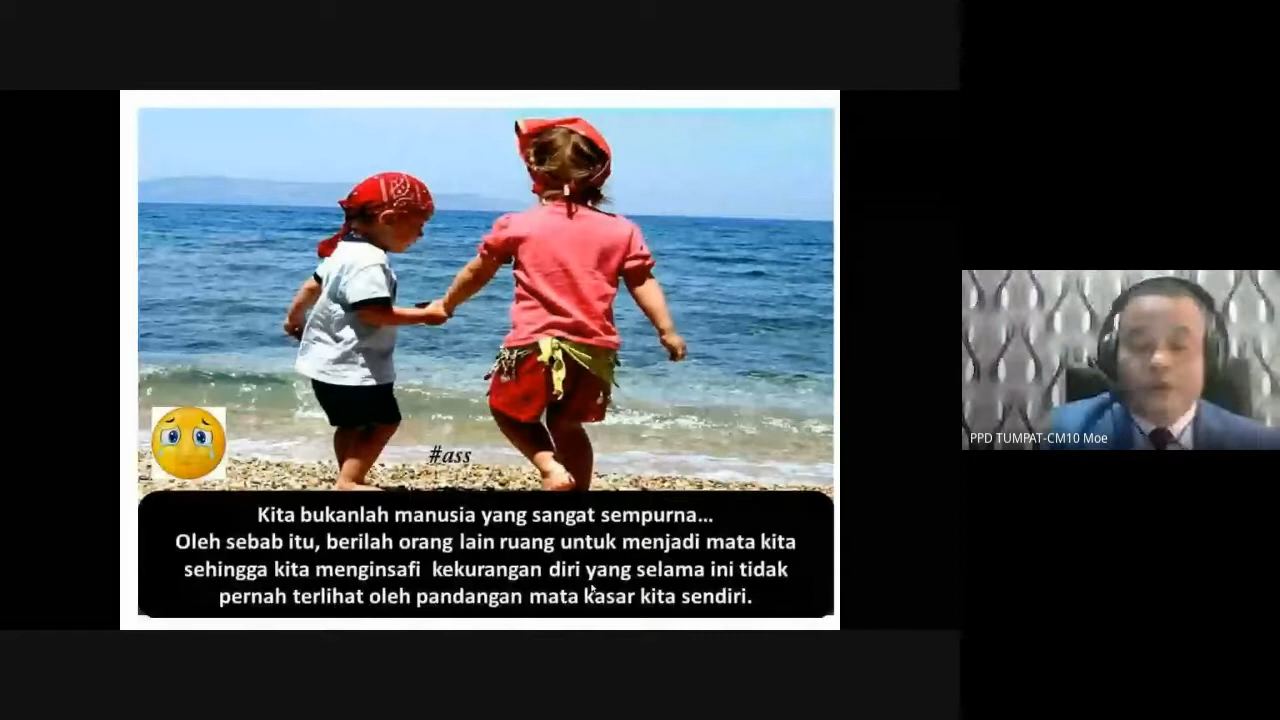 #ass
Kita bukanlah manusia yang sangat sempurna...
Oleh sebab itu, berilah orang lain ruang untuk menjadi mata kita
sehingga kita menginsafi kekurangan diri yang selama ini tidak
pernah terlihat oleh pandangan mata kasar kita sendiri.
PPD TUMPAT-CM10 Moe